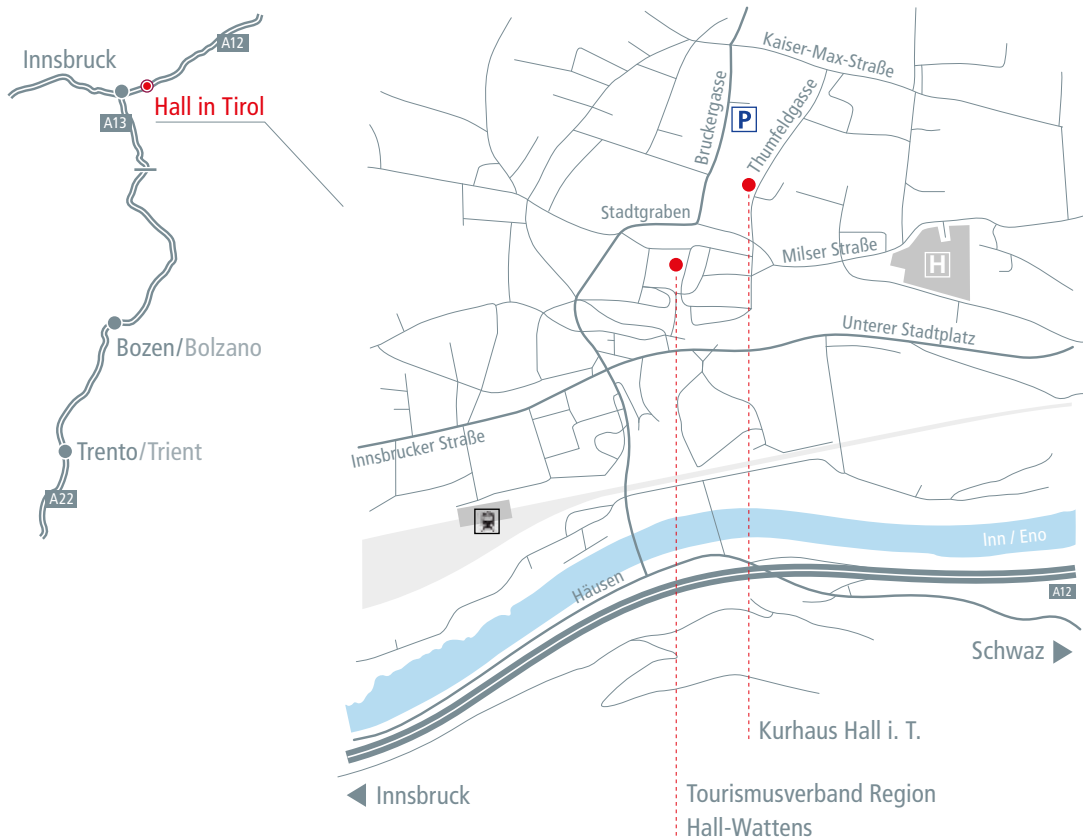 A12
Innsbruck
Hall in Tirol
A13
Bozen/Bolzano
Trento/Trient
A22
Kaiser-Max-Straße
Bruckergasse
P
Thumfeldgasse
Stadtgraben
Milser Straße
H
Unterer Stadtplatz
Innsbrucker Straße
Inn / Eno
Häusen
A12
Schwaz
Kurhaus Hall i. T.
Innsbruck
Tourismusverband Region
Hall-Wattens